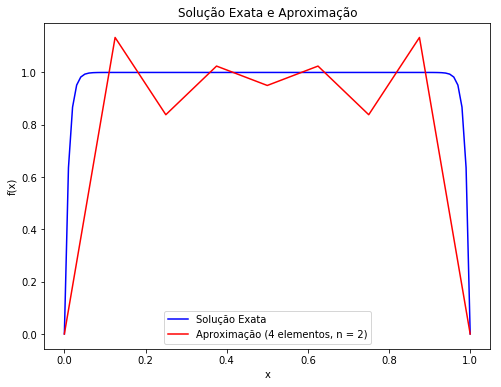 Solução Exata e Aproximação
f(x)
1.0
0.8
0.6
0.4
0.2
0.0
Solução Exata
Aproximação (4 elementos, n = 2)
0.0 0.2 0.4 0.6 0.8 1.0
x